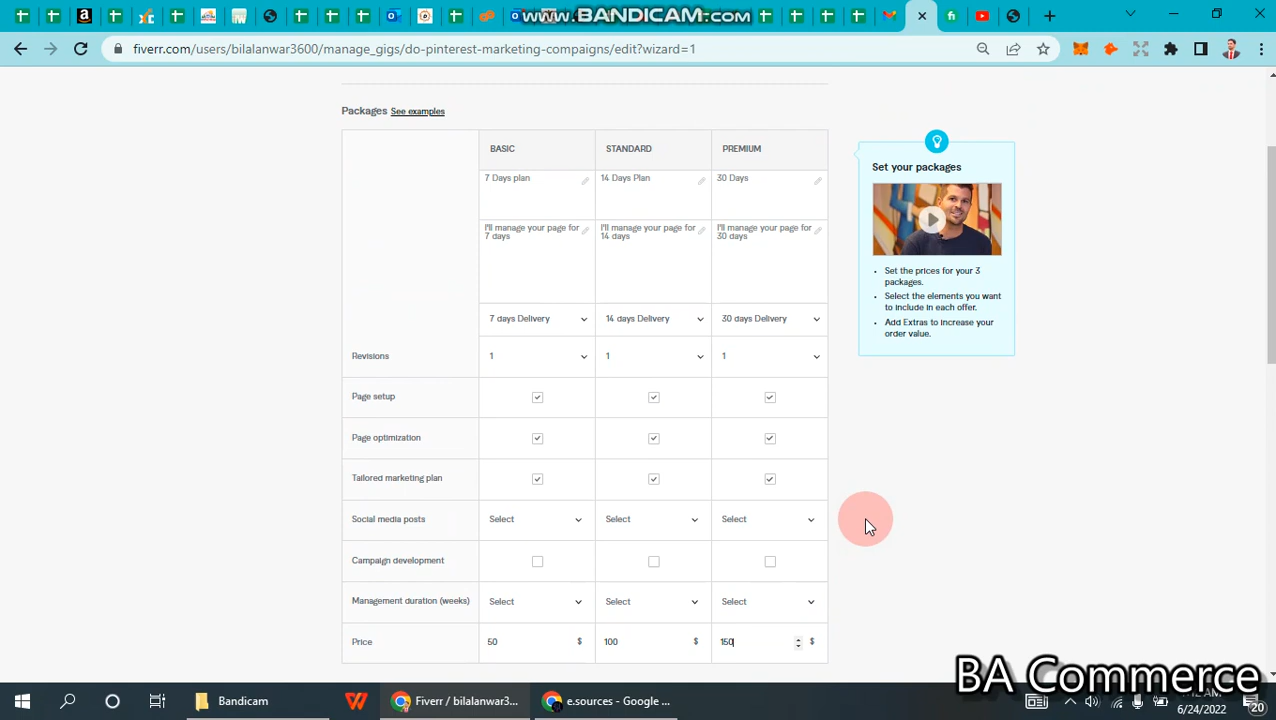 www.BANDICAM.com
fiverr.com/users/bilalanwar3600/manage_gigs/do-pinterest-marketing-compaigns/edit?wizard=1
Packages See examples
BASIC STANDARD PREMIUM
7 Days plan 14 Days Plan 30 Days
I'll manage your page for
7 days
I'll manage your page for
14 days
I'll manage your page for
30 days
7 days Delivery 14 days Delivery 30 days Delivery
Revisions 1 1 1
Page setup
Page optimization
Tailored marketing plan
Social media posts Select Select Select
Campaign development
Management duration (weeks) Select Select Select
Price 50 $ 100 $ 150 $
Set your packages
• Set the prices for your 3
packages.
• Select the elements you want
to include in each offer.
• Add Extras to increase your
order value.
BA Commerce
Bandicam
Fiverr / bilalanwar3600/m...
e.sources - Google ...
6/24/2022
20